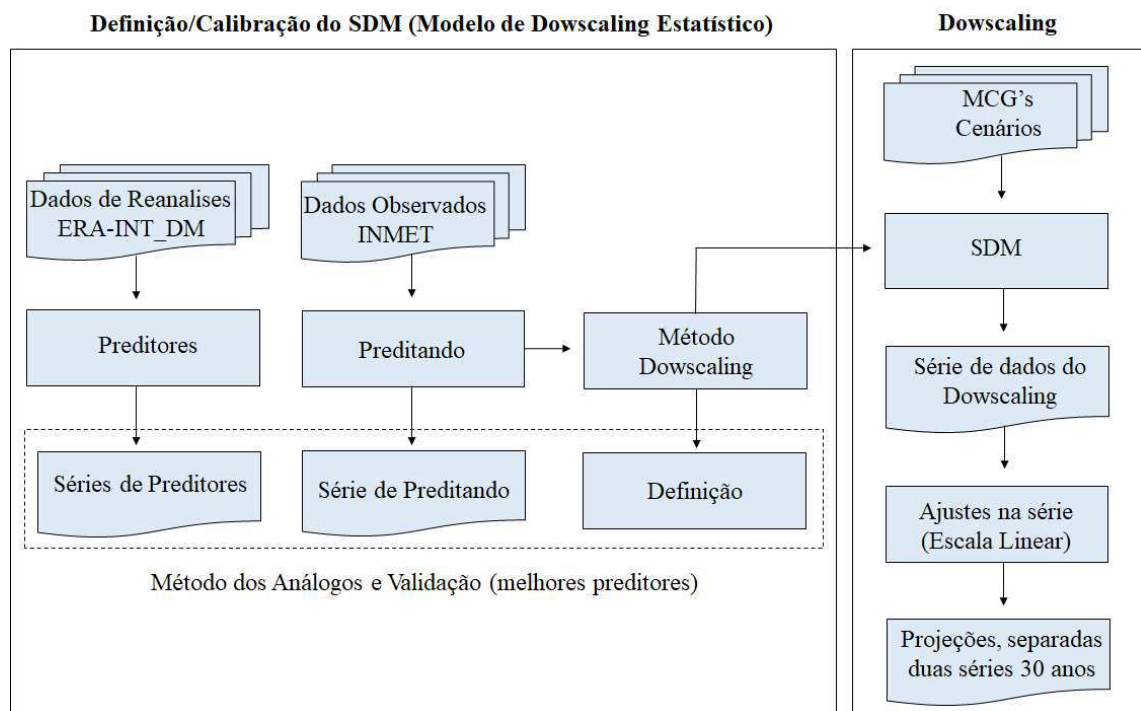 Definição/Calibração do SDM (Modelo de Dowscaling Estatístico)
Dowscaling
Dados de Reanalises
ERA-INT_DM
Dados Observados
INMET
Preditores
Preditando
Método
Dowscaling
Séries de Preditores
Série de Preditando
Definição
Método dos Análogos e Validação (melhores preditores)
MCG's
Cenários
SDM
Série de dados do
Dowscaling
Ajustes na série
(Escala Linear)
Projeções, separadas
duas séries 30 anos